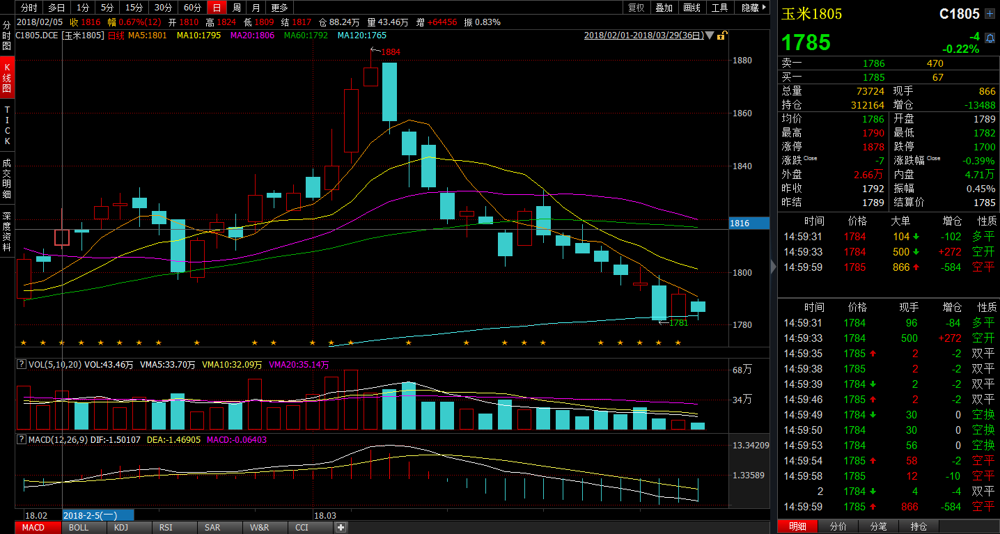 分时 多日 1分 5分 15分 30分 60分 日 周 月 更多 复权 叠加 画线 工具 隐藏
2018/02/05 收 1816 幅 0.67%(12) 开 1810 高 1824 低 1809 结 1817 仓 88.24万 量 43.46万 增 +64456 振 0.83%
C1805.DCE [玉米1805] 日线 MA5:1801 MA10:1795 MA20:1806 MA60:1792 MA120:1765 2018/02/01-2018/03/29(36日)
分时图
K线图
TICK
成交明细
深度资料
1884
1880
1860
1840
1816
1800
1780
1781
? VOL(5,10,20) VOL:43.46万 VMA5:33.70万 VMA10:32.09万 VMA20:35.14万
68万
34万
? MACD(12,26,9) DIF:-1.50107 DEA:-1.46905 MACD:-0.06403
13.34209
1.33589
18.02 2018-2-5(一) 18.03
MACD BOLL KDJ RSI SAR W&R CCI
玉米1805 C1805
1785 -4
-0.22%
卖一 1786 470
买一 1785 67
总量 73724 现手 866
持仓 312164 增仓 -13488
均价 1786 开盘 1789
最高 1790 最低 1782
涨停 1878 跌停 1700
涨跌Close -7 涨跌幅Close -0.39%
外盘 2.66万 内盘 4.71万
昨收 1792 振幅 0.45%
昨结 1789 结算价 1785
时间 价格 大单 增仓 性质
14:59:31 1784 104 -102 多平
14:59:33 1784 500 +272 空开
14:59:59 1785 866 -584 空平
时间 价格 现手 增仓 性质
14:59:31 1784 96 -84 多平
14:59:33 1784 500 +272 空开
14:59:35 1785 2 -2 双平
14:59:38 1785 2 -2 双平
14:59:39 1784 2 -2 双平
14:59:46 1785 2 -2 双平
14:59:49 1784 30 0 空换
14:59:50 1784 30 0 空换
14:59:53 1784 56 0 空换
14:59:54 1785 58 -2 空平
14:59:58 1785 12 -10 空平
2 1784 4 -4 双平
14:59:59 1785 866 -584 空平
明细 分价 分笔 持仓